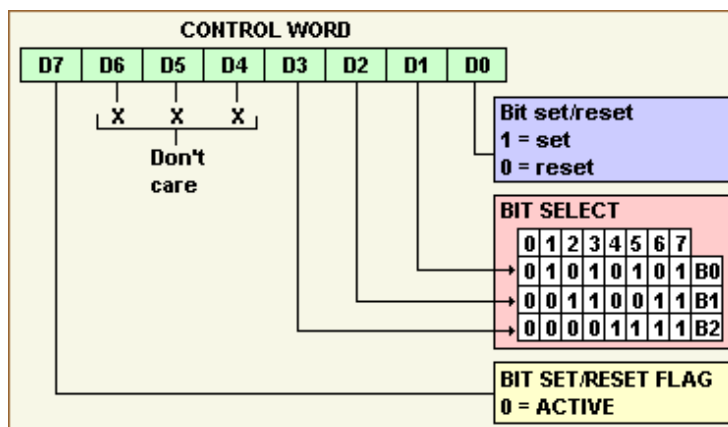 CONTROL WORD
D7 D6 D5 D4 D3 D2 D1 D0
X X X
Don't
care
Bit set/reset
1 = set
0 = reset
BIT SELECT
0 1 2 3 4 5 6 7
0 1 0 1 0 1 0 1 B0
0 0 1 1 0 0 1 1 B1
0 0 0 0 1 1 1 1 B2
BIT SET/RESET FLAG
0 = ACTIVE